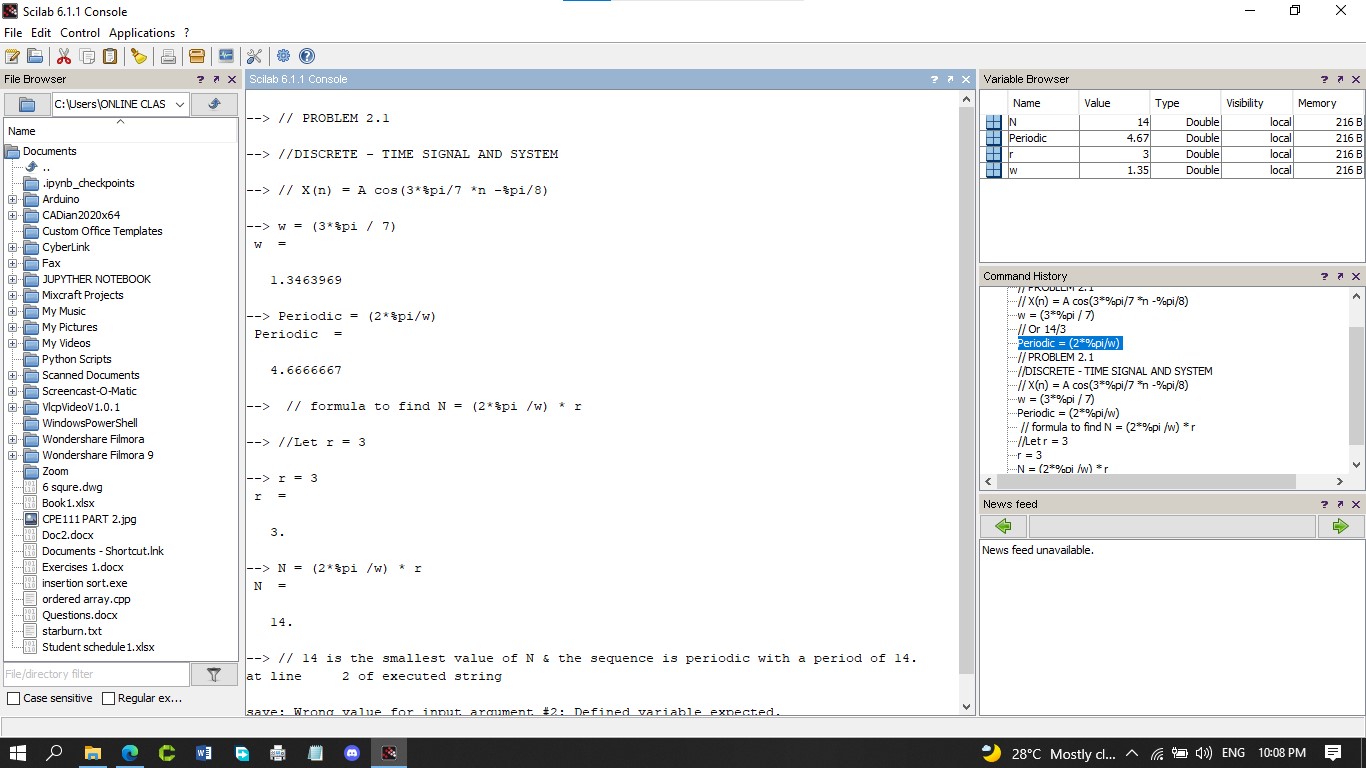 Scilab 6.1.1 Console
File Edit Control Applications ?
File Browser
C:\Users\ONLINE CLAS
Name
Documents
..
.ipynb_checkpoints
Arduino
CADian2020x64
Custom Office Templates
CyberLink
Fax
JUPYTHER NOTEBOOK
Mixcraft Projects
My Music
My Pictures
My Videos
Python Scripts
Scanned Documents
Screencast-O-Matic
VlcpVideoV1.0.1
WindowsPowerShell
Wondershare Filmora
Wondershare Filmora 9
Zoom
6 squre.dwg
Book1.xlsx
CPE111 PART 2.jpg
Doc2.docx
Documents - Shortcut.lnk
Exercises 1.docx
insertion sort.exe
ordered array.cpp
Questions.docx
starburn.txt
Student schedule1.xlsx
File/directory filter
Case sensitive Regular ex...
Scilab 6.1.1 Console
--> // PROBLEM 2.1
--> //DISCRETE - TIME SIGNAL AND SYSTEM
--> // X(n) = A cos(3*%pi/7 *n -%pi/8)
--> w = (3*%pi / 7)
w =
1.3463969
--> Periodic = (2*%pi/w)
Periodic =
4.6666667
--> // formula to find N = (2*%pi /w) * r
--> //Let r = 3
--> r = 3
r =
3.
--> N = (2*%pi /w) * r
N =
14.
--> // 14 is the smallest value of N & the sequence is periodic with a period of 14.
at line 2 of executed string
save: Wrong value for input argument #2: Defined variable expected.
Variable Browser
Name Value Type Visibility Memory
N 14 Double local 216 B
Periodic 4.67 Double local 216 B
r 3 Double local 216 B
w 1.35 Double local 216 B
Command History
// PROBLEM 2.1
// X(n) = A cos(3*%pi/7 *n -%pi/8)
w = (3*%pi / 7)
// Or 14/3
Periodic = (2*%pi/w)
// PROBLEM 2.1
//DISCRETE - TIME SIGNAL AND SYSTEM
// X(n) = A cos(3*%pi/7 *n -%pi/8)
w = (3*%pi / 7)
Periodic = (2*%pi/w)
// formula to find N = (2*%pi /w) * r
//Let r = 3
r = 3
N = (2*%pi /w) * r
News feed
News feed unavailable.
28°C Mostly cl... ENG 10:08 PM